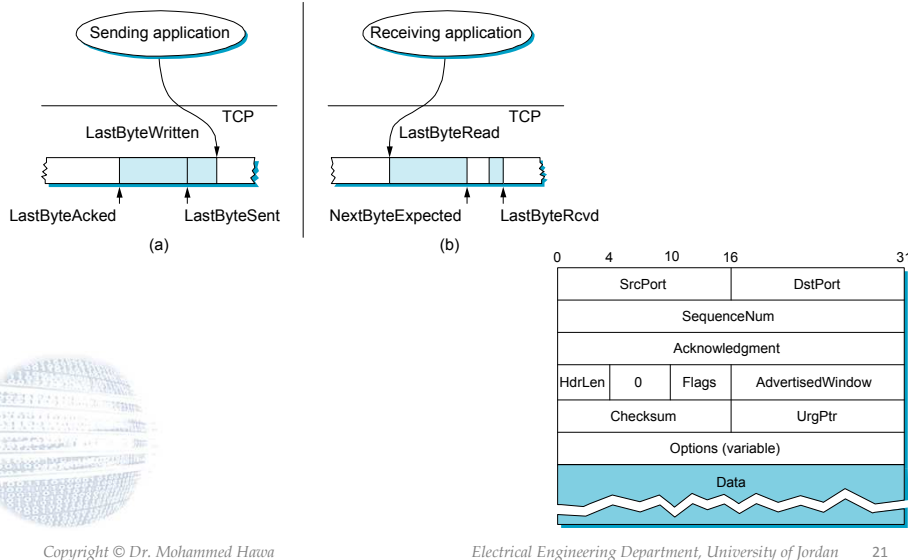 Sending application
TCP
LastByteWritten
LastByteAcked
LastByteSent
(a)
Receiving application
TCP
LastByteRead
NextByteExpected
LastByteRcvd
(b)
0 4 10 16 31
SrcPort DstPort
SequenceNum
Acknowledgment
HdrLen 0 Flags AdvertisedWindow
Checksum UrgPtr
Options (variable)
Data
Copyright © Dr. Mohammed Hawa Electrical Engineering Department, University of Jordan 21